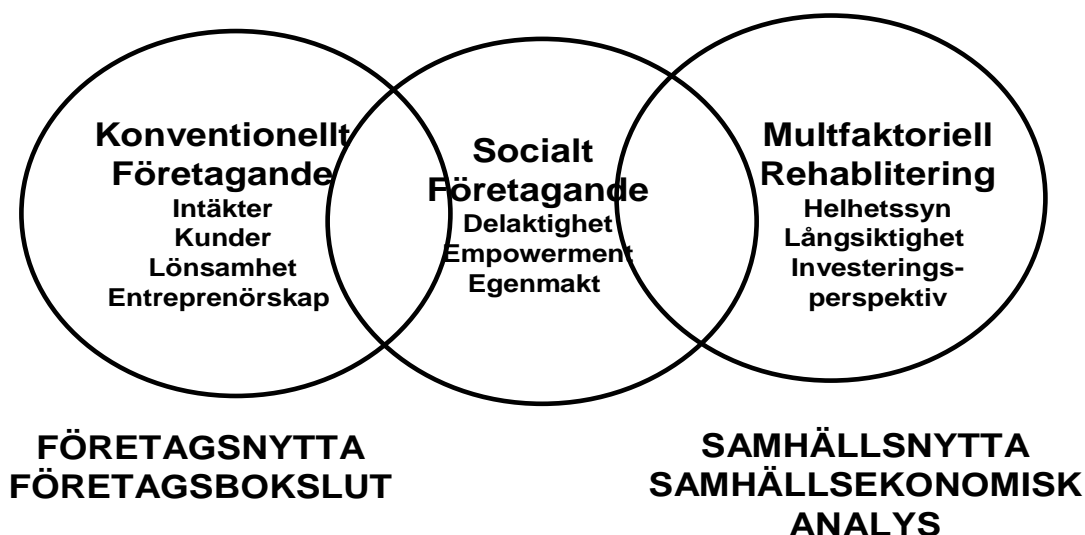 Konventionellt
Företagande
Intäkter
Kunder
Lönsamhet
Entreprenörskap
Socialt
Företagande
Delaktighet
Empowerment
Egenmakt
Multfaktoriell
Rehablitering
Helhetssyn
Långsiktighet
Investerings-
perspektiv
FÖRETAGSNYTTA
FÖRETAGSBOKSLUT
SAMHÄLLSNYTTA
SAMHÄLLSEKONOMISK
ANALYS